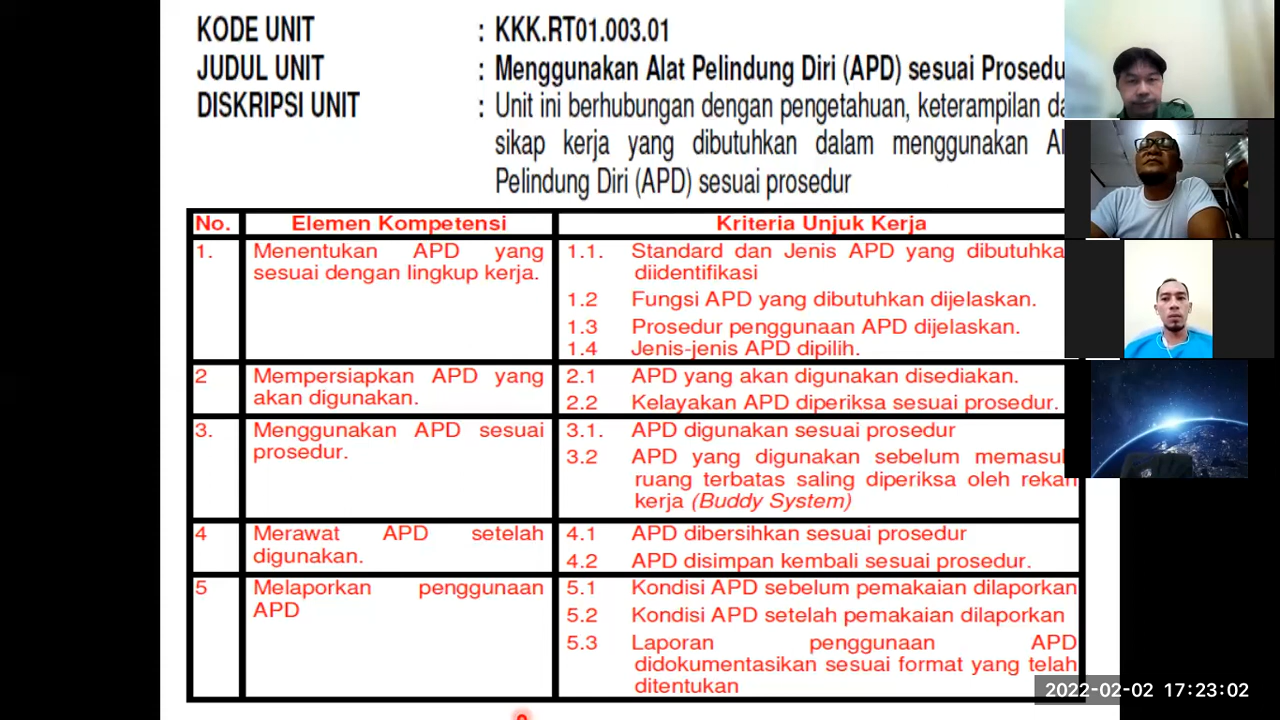 KODE UNIT : KKK.RT01.003.01
JUDUL UNIT : Menggunakan Alat Pelindung Diri (APD) sesuai
DISKRIPSI UNIT : Unit ini berhubungan dengan pengetahuan, keterampilan
sikap kerja yang dibutuhkan dalam menggunakan
Pelindung Diri (APD) sesuai prosedur
No. Elemen Kompetensi Kriteria Unjuk Kerja
1. Menentukan APD yang
sesuai dengan lingkup kerja.
1.1. Standard dan Jenis APD yang
diidentifikasi
1.2 Fungsi APD yang dibutuhkan dijelaskan.
1.3 Prosedur penggunaan APD dijelaskan.
1.4 Jenis-jenis APD dipilih.
2 Mempersiapkan APD yang
akan digunakan.
2.1 APD yang akan digunakan disediakan.
2.2 Kelayakan APD diperiksa sesuai prosedur.
3. Menggunakan APD sesuai
prosedur.
3.1. APD digunakan sesuai prosedur
3.2 APD yang digunakan sebelum
ruang terbatas saling diperiksa oleh rekan
kerja (Buddy System)
4 Merawat APD setelah
digunakan.
4.1 APD dibersihkan sesuai prosedur
4.2 APD disimpan kembali sesuai prosedur.
5 Melaporkan penggunaan
APD
5.1 Kondisi APD sebelum pemakaian dilaporkan
5.2 Kondisi APD setelah pemakaian dilaporkan
5.3 Laporan penggunaan APD
didokumentasikan sesuai format yang telah
ditentukan
2022-02-02 17:23:02